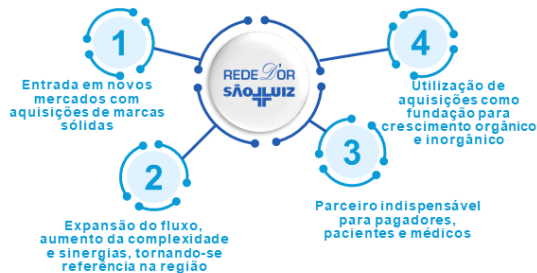 1
Entrada em novos
mercados com
aquisições de marcas
sólidas
REDE D'OR
SÃO LUIZ
4
Utilização de
aquisições como
fundação para
crescimento orgânico
e inorgânico
2
Expansão do fluxo,
aumento da complexidade
e sinergias, tornando-se
referência na região
3
Parceiro indispensável
para pagadores,
pacientes e médicos